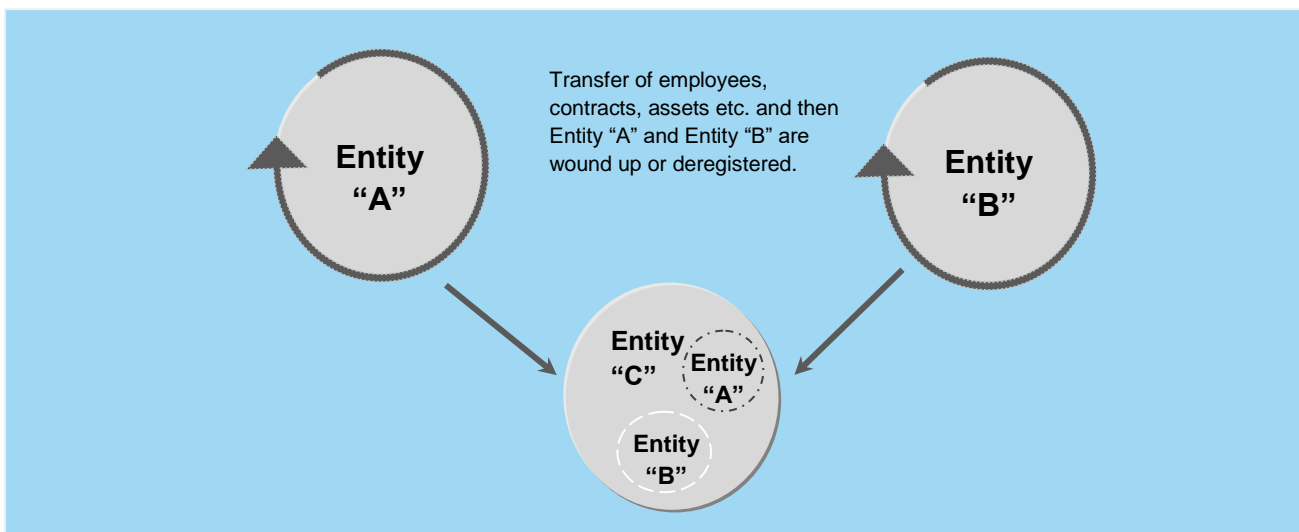 Transfer of employees,
contracts, assets etc. and then
Entity “A” and Entity “B” are
wound up or deregistered.
Entity
“A”
Entity
“B”
Entity
“C”
Entity
“A”
Entity
“B”